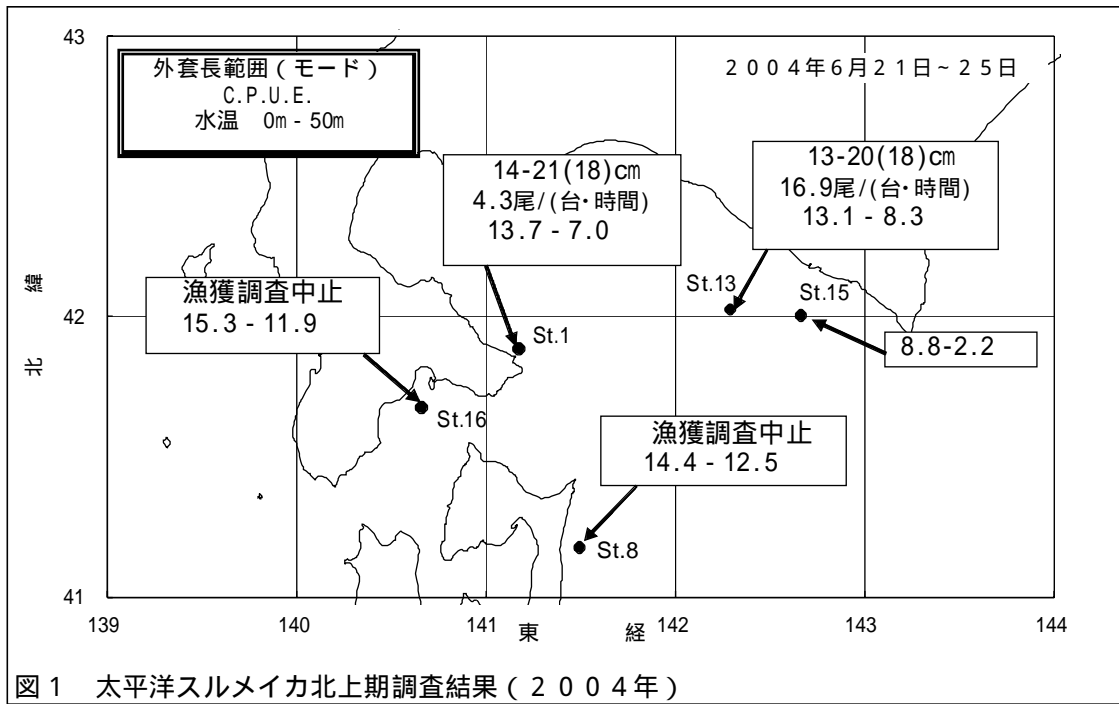 43
外套長範囲(モード)
C.P.U.E.
水温 0m - 50m
2004年6月21日~25日
14-21(18)cm
4.3尾/(台・時間)
13.7 - 7.0
13-20(18)cm
16.9尾/(台・時間)
13.1 - 8.3
漁獲調査中止
15.3 - 11.9
St.13
St.15
北緯
42
St.1
8.8-2.2
St.16
漁獲調査中止
14.4 - 12.5
St.8
41
139 140 141 142 143 144
東経
図1 太平洋スルメイカ北上期調査結果(2004年)